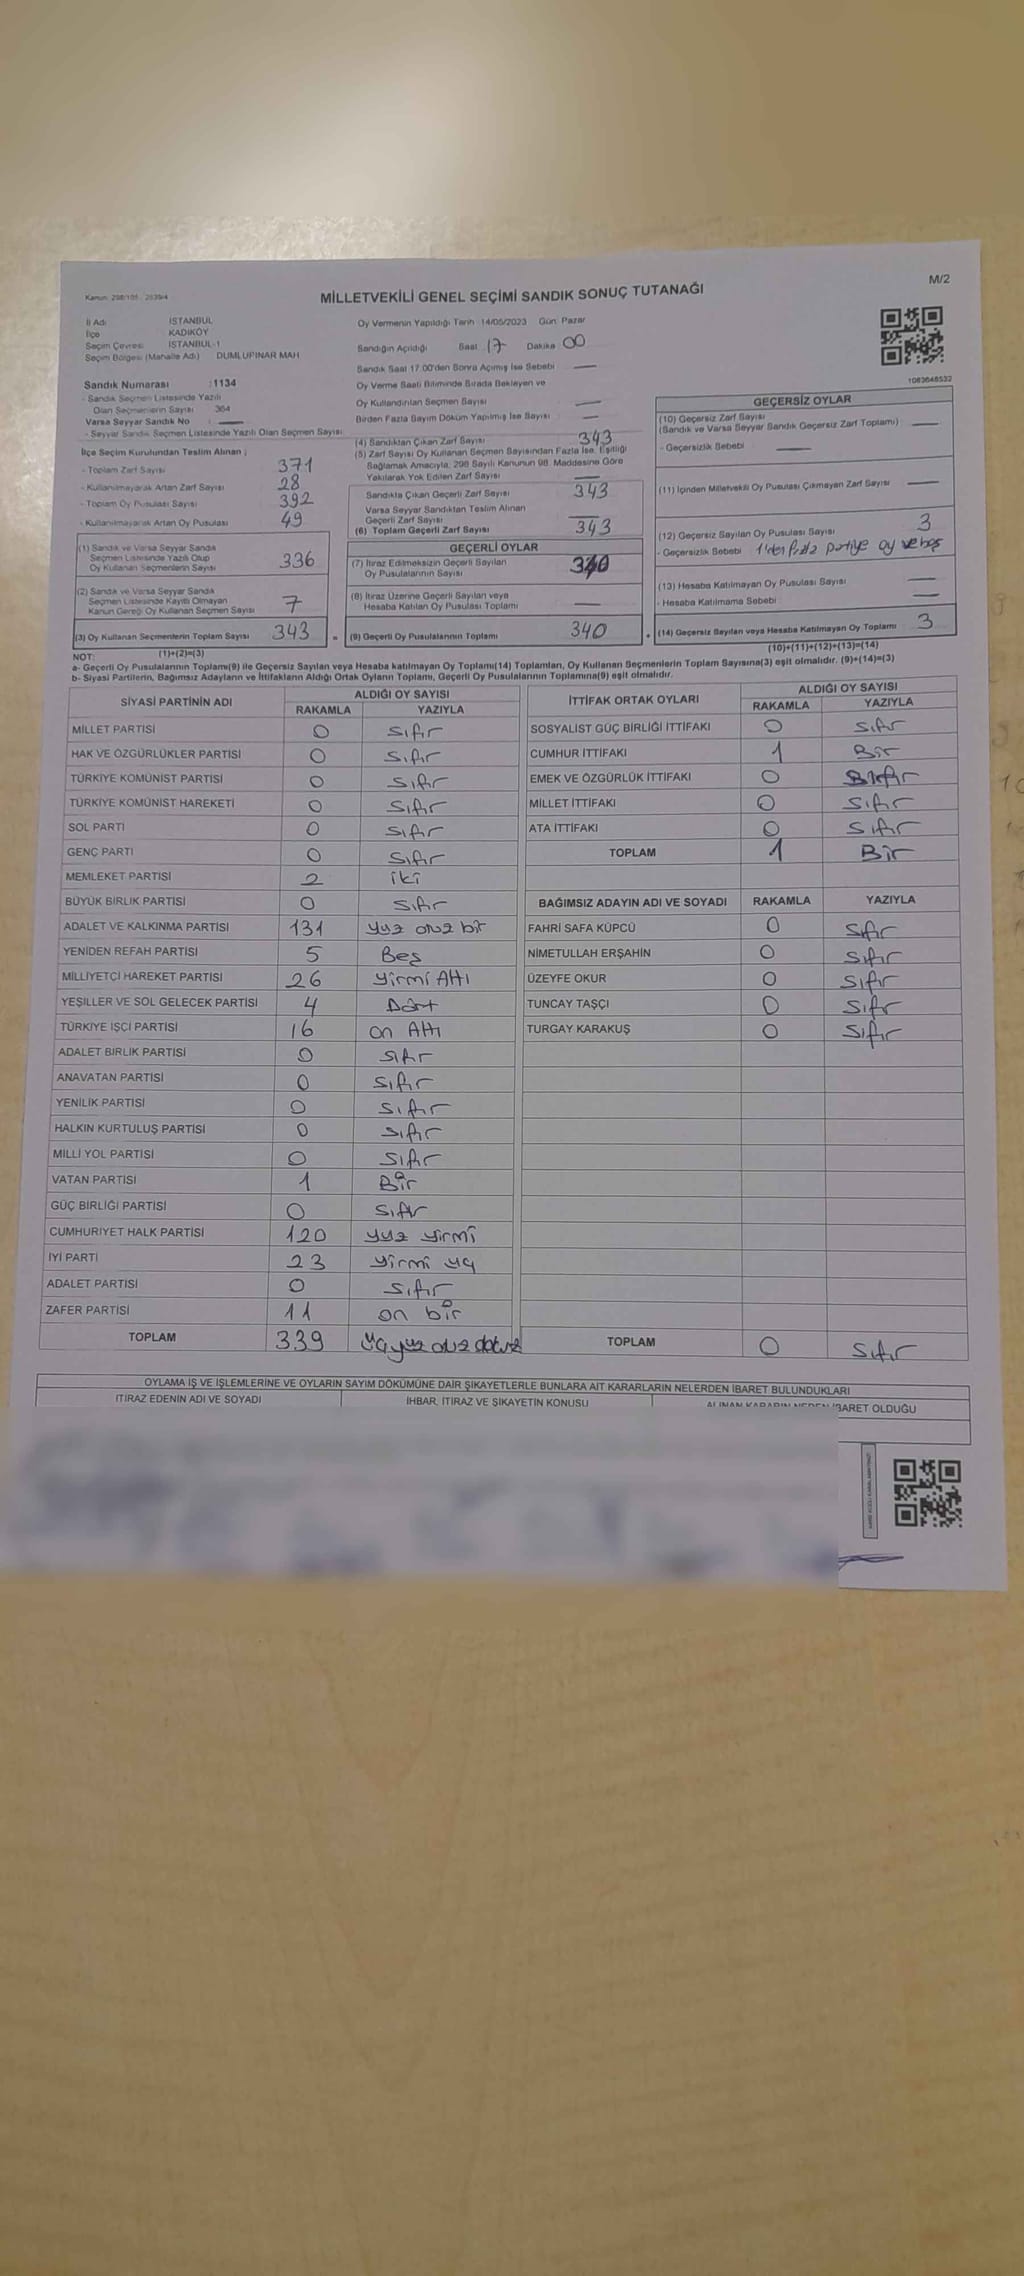 M/2
Kanun: 298/105 - 2839/4
MİLLETVEKİLİ GENEL SEÇİMİ SANDIK SONUÇ TUTANAĞI
İl Adı İSTANBUL
İlçe KADIKÖY
Seçim Çevresi İSTANBUL-1
Seçim Bölgesi (Mahalle Adı) DUMLUPINAR MAH
Sandık Numarası :1134
- Sandık Seçmen Listesinde Yazılı
Olan Seçmenlerin Sayısı 364
Varsa Seyyar Sandık No : —
- Seyyar Sandık Seçmen Listesinde Yazılı Olan Seçmen Sayısı
İlçe Seçim Kurulundan Teslim Alınan ;
- Toplam Zarf Sayısı 371
- Kullanılmayarak Artan Zarf Sayısı 28
- Toplam Oy Pusulası Sayısı 392
- Kullanılmayarak Artan Oy Pusulası 49
(1) Sandık ve Varsa Seyyar Sandık
Seçmen Listesinde Yazılı Olup
Oy Kullanan Seçmenlerin Sayısı 336
(2) Sandık ve Varsa Seyyar Sandık
Seçmen Listesinde Kayıtlı Olmayan
Kanun Gereği Oy Kullanan Seçmen Sayısı 7
(3) Oy Kullanan Seçmenlerin Toplam Sayısı 343
Oy Vermenin Yapıldığı Tarih 14/05/2023 Gün: Pazar
Sandığın Açıldığı Saat 17 Dakika 00
Sandık Saat 17:00'den Sonra Açılmış İse Sebebi —
Oy Verme Saati Bitiminde Sırada Bekleyen ve
Oy Kullandırılan Seçmen Sayısı —
Birden Fazla Sayım Döküm Yapılmış İse Sayısı —
(4) Sandıktan Çıkan Zarf Sayısı 343
(5) Zarf Sayısı Oy Kullanan Seçmen Sayısından Fazla İse, Eşitliği
Sağlamak Amacıyla, 298 Sayılı Kanunun 98. Maddesine Göre
Yakılarak Yok Edilen Zarf Sayısı —
Sandıkta Çıkan Geçerli Zarf Sayısı 343
Varsa Seyyar Sandıktan Teslim Alınan
Geçerli Zarf Sayısı —
(6) Toplam Geçerli Zarf Sayısı 343
GEÇERLİ OYLAR
(7) İtiraz Edilmeksizin Geçerli Sayılan
Oy Pusulalarının Sayısı 340
(8) İtiraz Üzerine Geçerli Sayılan veya
Hesaba Katılan Oy Pusulası Toplamı —
= (9) Geçerli Oy Pusulalarının Toplamı 340
1083648532
GEÇERSİZ OYLAR
(10) Geçersiz Zarf Sayısı
(Sandık ve Varsa Seyyar Sandık Geçersiz Zarf Toplamı) : —
- Geçersizlik Sebebi —
(11) İçinden Milletvekili Oy Pusulası Çıkmayan Zarf Sayısı —
(12) Geçersiz Sayılan Oy Pusulası Sayısı 3
- Geçersizlik Sebebi 1'den fazla partiye oy vermiş
(13) Hesaba Katılmayan Oy Pusulası Sayısı —
- Hesaba Katılmama Sebebi —
+ (14) Geçersiz Sayılan veya Hesaba Katılmayan Oy Toplamı 3
NOT: (1)+(2)=(3) (10)+(11)+(12)+(13)=(14)
a- Geçerli Oy Pusulalarının Toplamı(9) ile Geçersiz Sayılan veya Hesaba katılmayan Oy Toplamı(14) Toplamları, Oy Kullanan Seçmenlerin Toplam Sayısına(3) eşit olmalıdır. (9)+(14)=(3)
b- Siyasi Partilerin, Bağımsız Adayların ve İttifakların Aldığı Ortak Oyların Toplamı, Geçerli Oy Pusulalarının Toplamına(9) eşit olmalıdır.
SİYASİ PARTİNİN ADI ALDIĞI OY SAYISI
RAKAMLA YAZIYLA
MİLLET PARTİSİ 0 sıfır
HAK VE ÖZGÜRLÜKLER PARTİSİ 0 sıfır
TÜRKİYE KOMÜNİST PARTİSİ 0 sıfır
TÜRKİYE KOMÜNİST HAREKETİ 0 sıfır
SOL PARTİ 0 sıfır
GENÇ PARTİ 0 sıfır
MEMLEKET PARTİSİ 2 iki
BÜYÜK BİRLİK PARTİSİ 0 sıfır
ADALET VE KALKINMA PARTİSİ 131 yüz otuz bir
YENİDEN REFAH PARTİSİ 5 Beş
MİLLİYETÇİ HAREKET PARTİSİ 26 yirmi Altı
YEŞİLLER VE SOL GELECEK PARTİSİ 4 Dört
TÜRKİYE İŞÇİ PARTİSİ 16 on Altı
ADALET BİRLİK PARTİSİ 0 sıfır
ANAVATAN PARTİSİ 0 sıfır
YENİLİK PARTİSİ 0 sıfır
HALKIN KURTULUŞ PARTİSİ 0 sıfır
MİLLİ YOL PARTİSİ 0 sıfır
VATAN PARTİSİ 1 Bir
GÜÇ BİRLİĞİ PARTİSİ 0 sıfır
CUMHURİYET HALK PARTİSİ 120 yüz yirmi
İYİ PARTİ 23 yirmi üç
ADALET PARTİSİ 0 sıfır
ZAFER PARTİSİ 11 on bir
TOPLAM 339 üçyüz otuz dokuz
İTTİFAK ORTAK OYLARI ALDIĞI OY SAYISI
RAKAMLA YAZIYLA
SOSYALİST GÜÇ BİRLİĞİ İTTİFAKI 0 sıfır
CUMHUR İTTİFAKI 1 Bir
EMEK VE ÖZGÜRLÜK İTTİFAKI 0 sıfır
MİLLET İTTİFAKI 0 sıfır
ATA İTTİFAKI 0 sıfır
TOPLAM 1 Bir
BAĞIMSIZ ADAYIN ADI VE SOYADI RAKAMLA YAZIYLA
FAHRİ SAFA KÜPCÜ 0 sıfır
NİMETULLAH ERŞAHİN 0 sıfır
ÜZEYFE OKUR 0 sıfır
TUNCAY TAŞÇI 0 sıfır
TURGAY KARAKUŞ 0 sıfır
TOPLAM 0 sıfır
OYLAMA İŞ VE İŞLEMLERİNE VE OYLARIN SAYIM DÖKÜMÜNE DAİR ŞİKAYETLERLE BUNLARA AİT KARARLARIN NELERDEN İBARET BULUNDUKLARI
İTİRAZ EDENİN ADI VE SOYADI İHBAR, İTİRAZ VE ŞİKAYETİN KONUSU ALINAN KARARIN NEDEN İBARET OLDUĞU